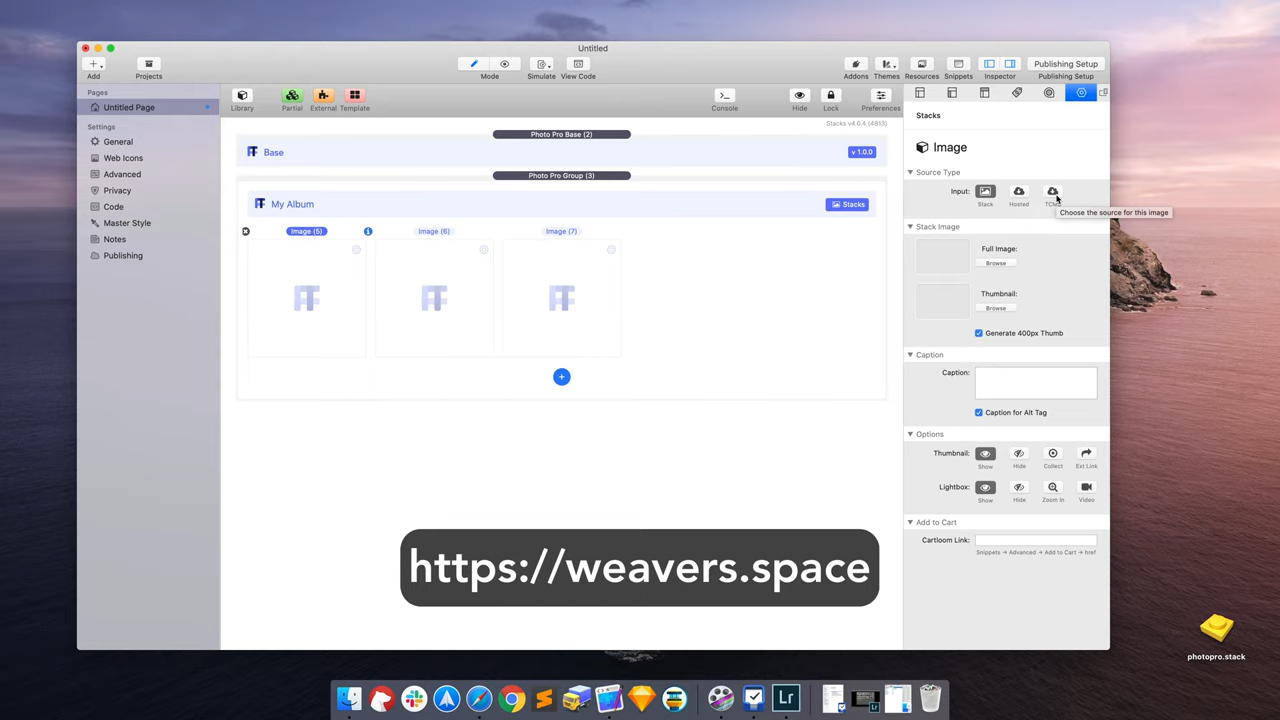 Untitled
Add
Projects
Mode
Simulate
View Code
Addons
Themes
Resources
Snippets
Inspector
Publishing Setup
Publishing Setup
Pages
Untitled Page
Settings
General
Web Icons
Advanced
Privacy
Code
Master Style
Notes
Publishing
Library
Partial
External
Template
Console
Hide
Lock
Preferences
Stacks v4.0.4 (4813)
Photo Pro Base (2)
Base
v 1.0.0
Photo Pro Group (3)
My Album
Stacks
Image (5)
Image (6)
Image (7)
https://weavers.space
Stacks
Image
Source Type
Input:
Stack
Hosted
Choose the source for this image
Stack Image
Full Image:
Browse
Thumbnail:
Browse
Generate 400px Thumb
Caption
Caption:
Caption for Alt Tag
Options
Thumbnail:
Show
Hide
Collect
Ext Link
Lightbox:
Show
Hide
Zoom In
Video
Add to Cart
Cartloom Link:
Snippets → Advanced → Add to Cart → href
photopro.stack
Lr